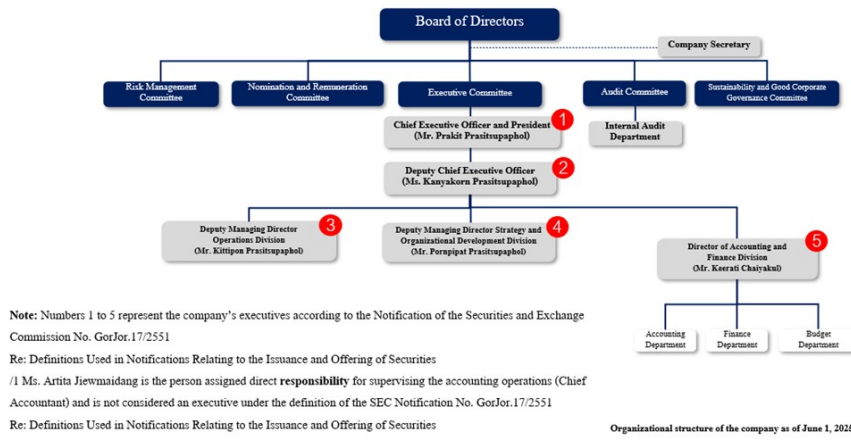 Board of Directors
Company Secretary
Risk Management
Committee
Nomination and Remuneration
Committee
Executive Committee
Audit Committee
Sustainability and Good Corporate
Governance Committee
Chief Executive Officer and President
(Mr. Prakit Prasitsupaphol)
1
Internal Audit
Department
Deputy Chief Executive Officer
(Ms. Kanyakorn Prasitsupaphol)
2
Deputy Managing Director
Operations Division
(Mr. Kittipon Prasitsupaphol)
3
Deputy Managing Director Strategy and
Organizational Development Division
(Mr. Pornpipat Prasitsupaphol)
4
Director of Accounting and
Finance Division
(Mr. Keerati Chaiyakul)
5
Accounting
Department
Finance
Department
Budget
Department
Note: Numbers 1 to 5 represent the company's executives according to the Notification of the Securities and Exchange
Commission No. GorJor.17/2551
Re: Definitions Used in Notifications Relating to the Issuance and Offering of Securities
/1 Ms. Artita Jiewmaidang is the person assigned direct responsibility for supervising the accounting operations (Chief
Accountant) and is not considered an executive under the definition of the SEC Notification No. GorJor.17/2551
Re: Definitions Used in Notifications Relating to the Issuance and Offering of Securities
Organizational structure of the company as of June 1, 2025